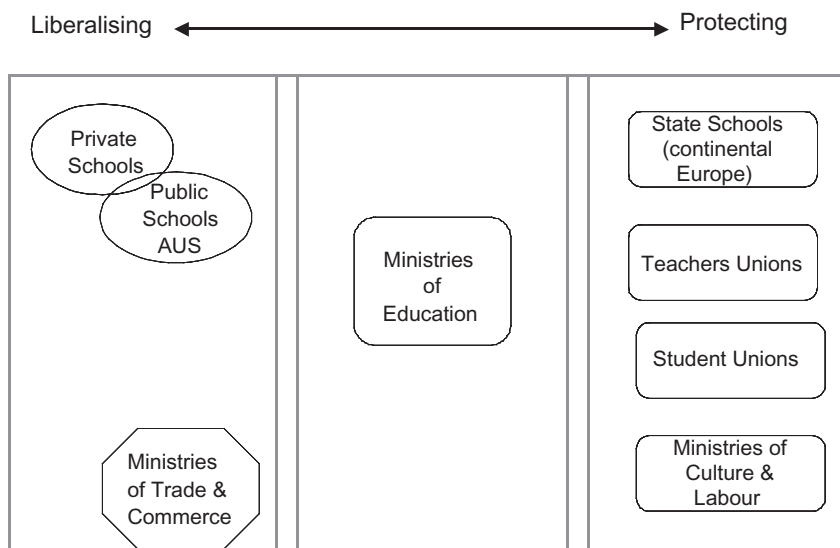 Liberalising
Protecting
Private
Schools
Public
Schools
AUS
Ministries
of Trade &
Commerce
Ministries
of
Education
State Schools
(continental
Europe)
Teachers Unions
Student Unions
Ministries of
Culture &
Labour